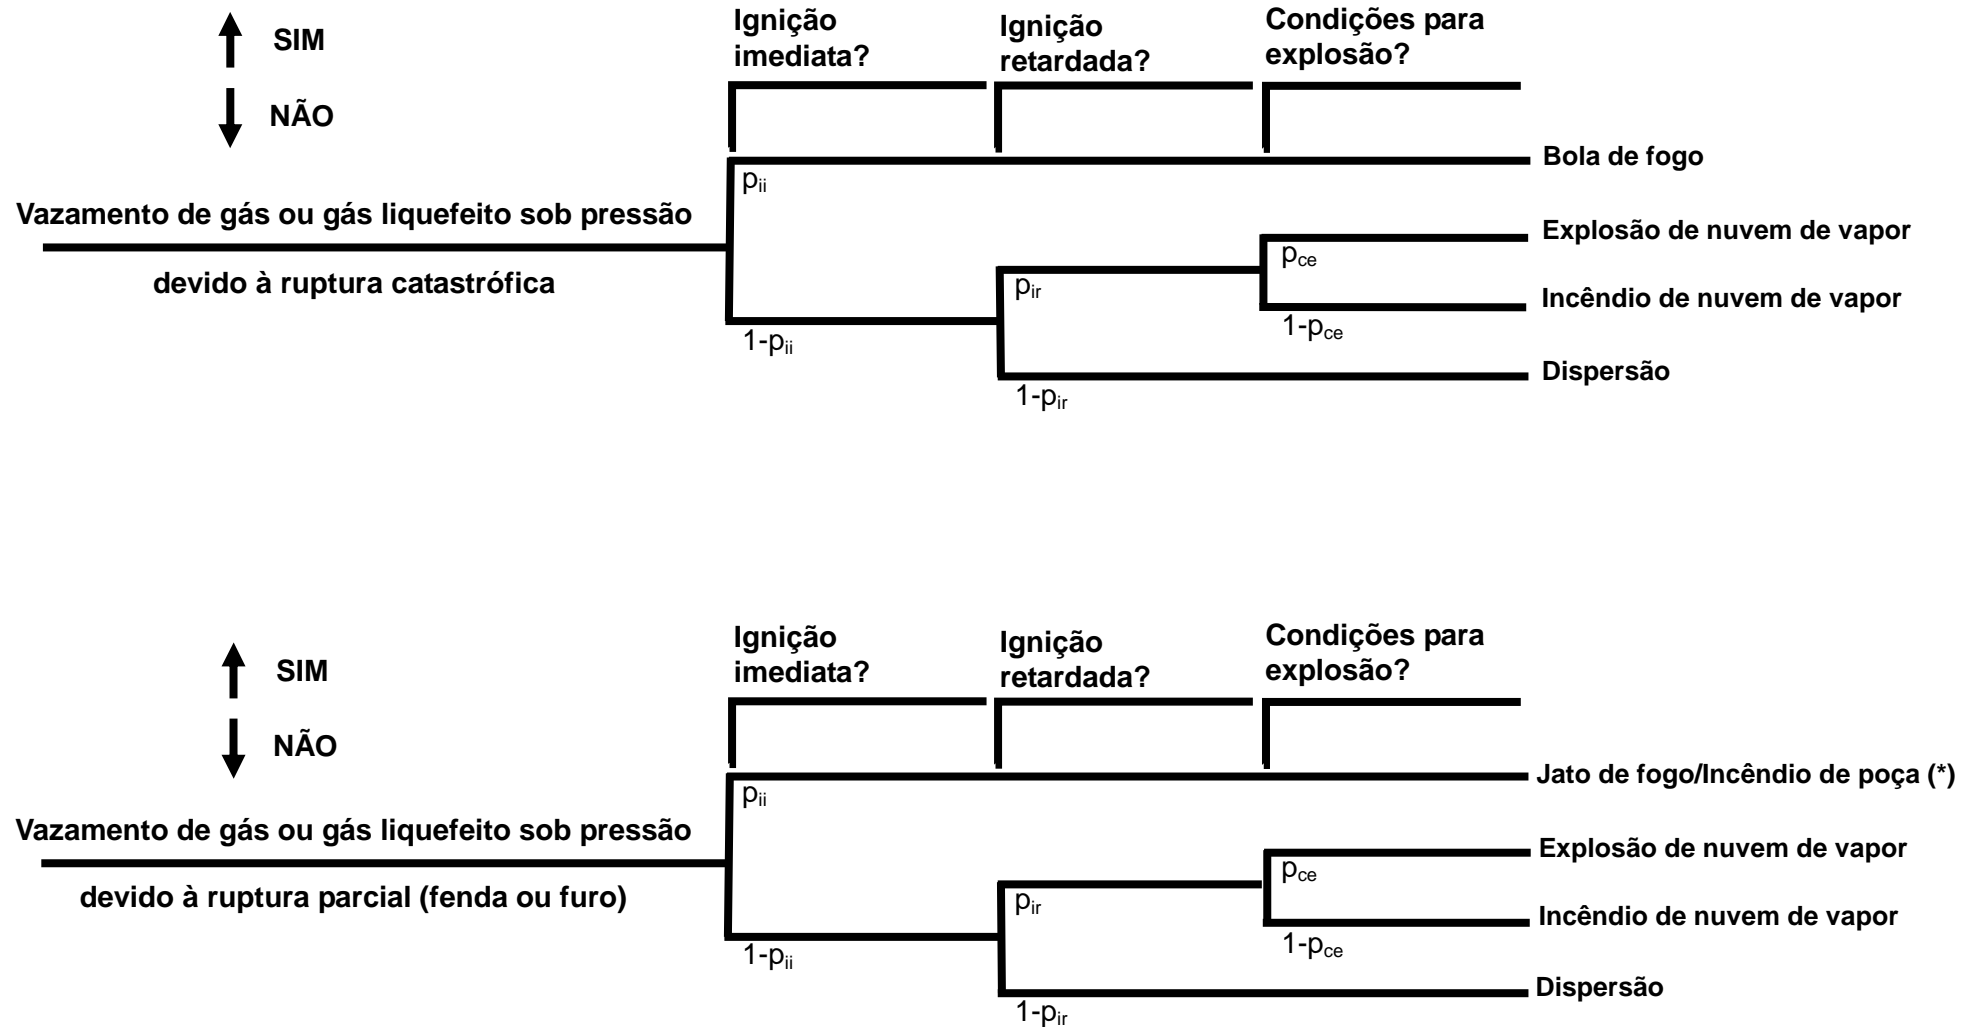 SIM
NÃO
Ignição
imediata?
Ignição
retardada?
Condições para
explosão?
Vazamento de gás ou gás liquefeito sob pressão
devido à ruptura catastrófica
pii
1-pii
pir
1-pir
pce
1-pce
Bola de fogo
Explosão de nuvem de vapor
Incêndio de nuvem de vapor
Dispersão
SIM
NÃO
Ignição
imediata?
Ignição
retardada?
Condições para
explosão?
Vazamento de gás ou gás liquefeito sob pressão
devido à ruptura parcial (fenda ou furo)
pii
1-pii
pir
1-pir
pce
1-pce
Jato de fogo/Incêndio de poça (*)
Explosão de nuvem de vapor
Incêndio de nuvem de vapor
Dispersão